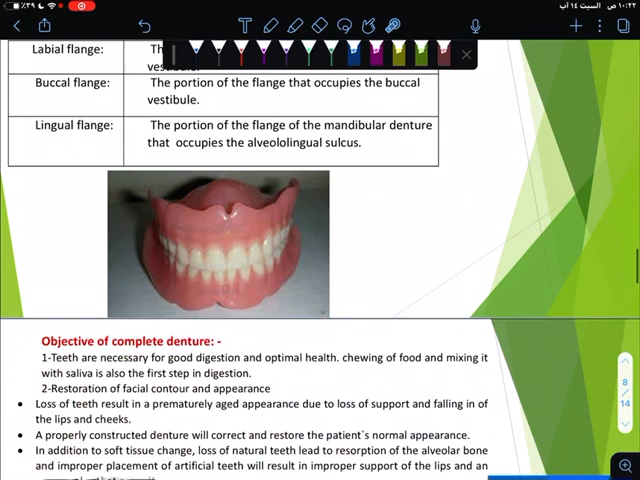 ١٠:٢٢ ص السبت ١٤ آب
٪٣٩
Labial flange: Th
vestibule.
Buccal flange: The portion of the flange that occupies the buccal
vestibule.
Lingual flange: The portion of the flange of the mandibular denture
that occupies the alveololingual sulcus.
Objective of complete denture: -
1-Teeth are necessary for good digestion and optimal health. chewing of food and mixing it
with saliva is also the first step in digestion.
2-Restoration of facial contour and appearance
• Loss of teeth result in a prematurely aged appearance due to loss of support and falling in of
the lips and cheeks.
• A properly constructed denture will correct and restore the patient`s normal appearance.
• In addition to soft tissue change, loss of natural teeth lead to resorption of the alveolar bone
and improper placement of artificial teeth will result in improper support of the lips and an
8
/
14